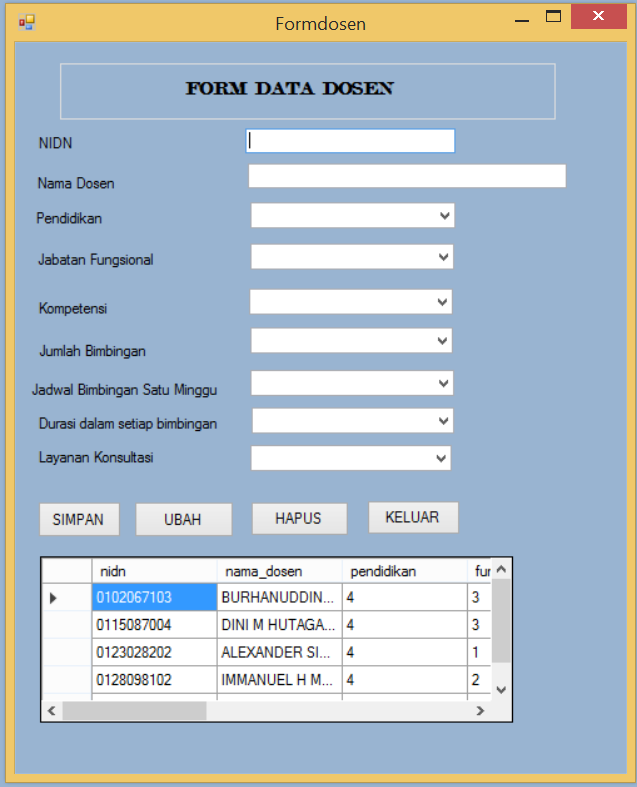 Formdosen
FORM DATA DOSEN
NIDN
Nama Dosen
Pendidikan
Jabatan Fungsional
Kompetensi
Jumlah Bimbingan
Jadwal Bimbingan Satu Minggu
Durasi dalam setiap bimbingan
Layanan Konsultasi
SIMPAN UBAH HAPUS KELUAR
nidn nama_dosen pendidikan fur
0102067103 BURHANUDDIN... 4 3
0115087004 DINI M HUTAGA... 4 3
0123028202 ALEXANDER SI... 4 1
0128098102 IMMANUEL H M... 4 2